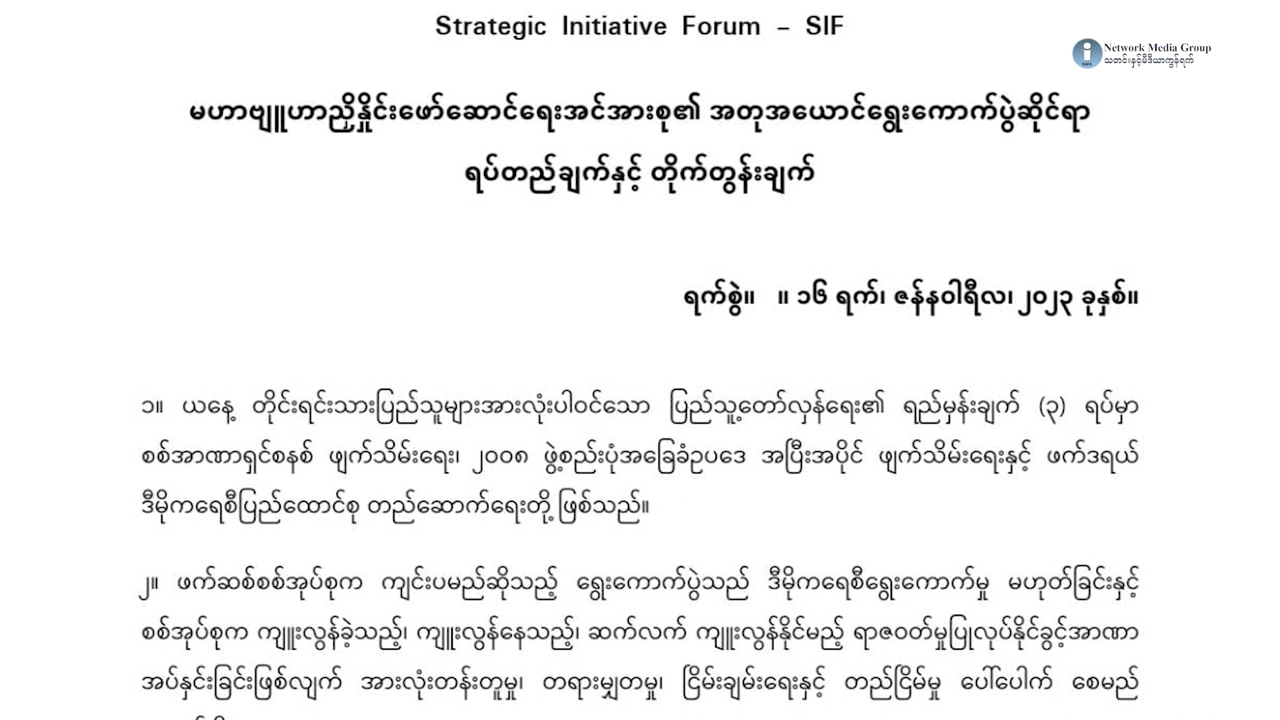 Strategic Initiative Forum – SIF
Network Media Group
သတင်းနှင့်မီဒီယာကွန်ရက်
မဟာဗျူဟာညှိနှိုင်းဖော်ဆောင်ရေးအင်အားစု၏ အတုအယောင်ရွေးကောက်ပွဲဆိုင်ရာ
ရပ်တည်ချက်နှင့် တိုက်တွန်းချက်
ရက်စွဲ။ ။ ၁၆ ရက်၊ ဇန်နဝါရီလ၊ ၂၀၂၃ ခုနှစ်။
၁။ ယနေ့ တိုင်းရင်းသားပြည်သူများအားလုံးပါဝင်သော ပြည်သူ့တော်လှန်ရေး၏ ရည်မှန်းချက် (၃) ရပ်မှာ
စစ်အာဏာရှင်စနစ် ဖျက်သိမ်းရေး၊ ၂၀၀၈ ဖွဲ့စည်းပုံအခြေခံဥပဒေ အပြီးအပိုင် ဖျက်သိမ်းရေးနှင့် ဖက်ဒရယ်
ဒီမိုကရေစီပြည်ထောင်စု တည်ဆောက်ရေးတို့ ဖြစ်သည်။
၂။ ဖက်ဆစ်စစ်အုပ်စုက ကျင်းပမည်ဆိုသည့် ရွေးကောက်ပွဲသည် ဒီမိုကရေစီရွေးကောက်မှု မဟုတ်ခြင်းနှင့်
စစ်အုပ်စုက ကျူးလွန်ခဲ့သည့်၊ ကျူးလွန်နေသည့်၊ ဆက်လက် ကျူးလွန်နိုင်မည့် ရာဇဝတ်မှုပြုလုပ်နိုင်ခွင့်အာဏာ
အပ်နှင်းခြင်းဖြစ်လျက် အားလုံးတန်းတူမှု၊ တရားမျှတမှု၊ ငြိမ်းချမ်းရေးနှင့် တည်ငြိမ်မှု ပေါ်ပေါက် စေမည်